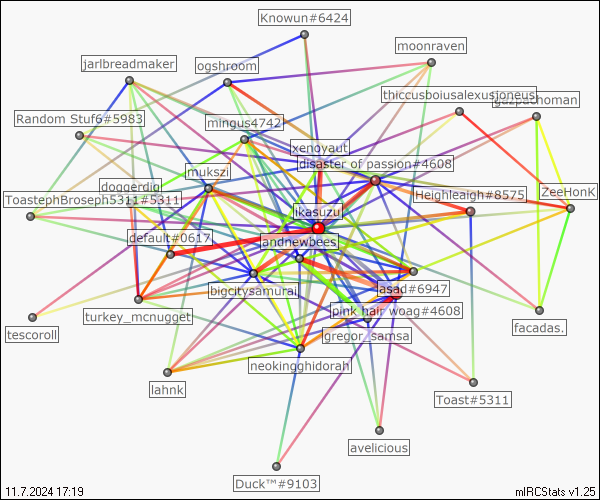 Knowun#6424
moonraven
jarlbreadmaker
ogshroom
thiccusboiusalexusjoneus
Random Stuf6#5983
mingus4742
xenoyaut
disaster of passion#4608
mukszi
doggerdig
Heighleaigh#8575
ZeeHonK
ToastephBroseph5311#5311
ikasuzu
default#0617
andnewbees
bigcitysamurai
lasad#6947
turkey_mcnugget
pink hair woag#4608
facadas.
tescoroll
gregor_samsa
neokingghidorah
lahnk
Toast#5311
avelicious
Duck™#9103
11.7.2024 17:19
mIRCStats v1.25